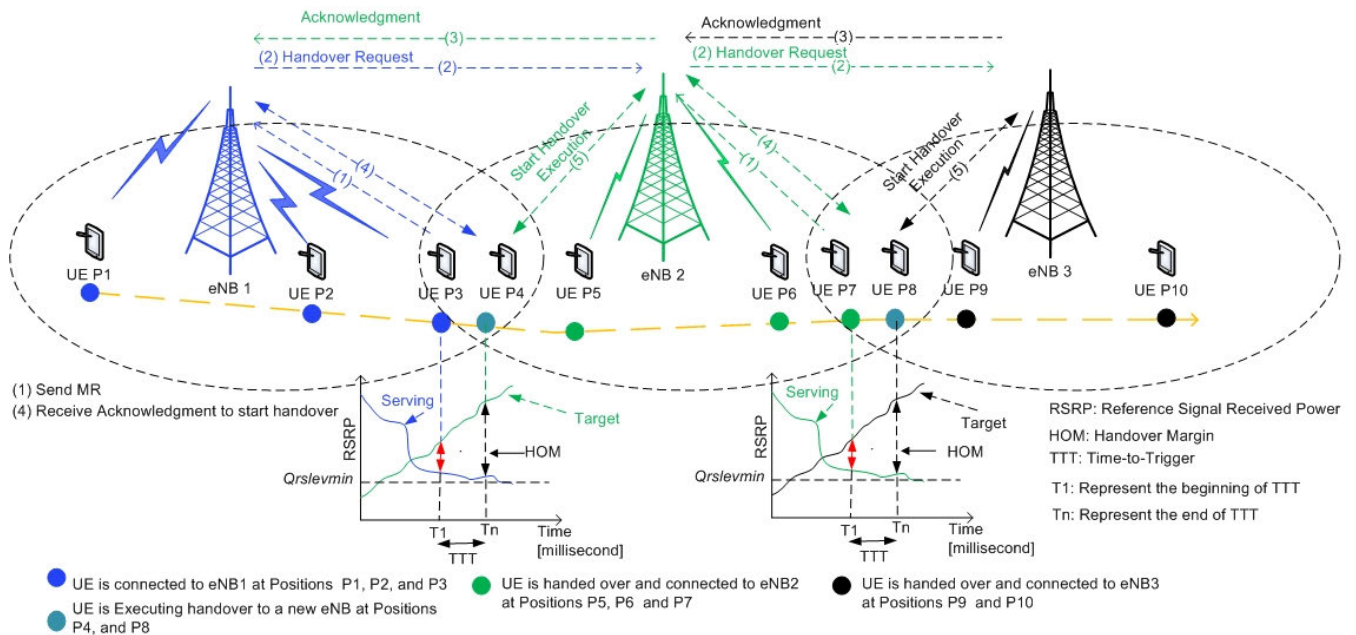 Acknowledgment
(3)
(2) Handover Request
(2)
Acknowledgment
(3)
(2) Handover Request
(2)
(4)
(1)
Start Handover
Execution
(5)
(4)
(1)
Start Handover
Execution
(5)
UE P1
eNB 1
UE P2
UE P3
UE P4
UE P5
eNB 2
UE P6
UE P7
UE P8
UE P9
eNB 3
UE P10
(1) Send MR
(4) Receive Acknowledgment to start handover
RSRP
Serving
Target
HOM
Qrslevmin
T1
Tn
Time
[millisecond]
TTT
RSRP
Serving
Target
HOM
Qrslevmin
T1
Tn
Time
[millisecond]
TTT
RSRP: Reference Signal Received Power
HOM: Handover Margin
TTT: Time-to-Trigger
T1: Represent the beginning of TTT
Tn: Represent the end of TTT
UE is connected to eNB1 at Positions P1, P2, and P3
UE is Executing handover to a new eNB at Positions
P4, and P8
UE is handed over and connected to eNB2
at Positions P5, P6 and P7
UE is handed over and connected to eNB3
at Positions P9 and P10